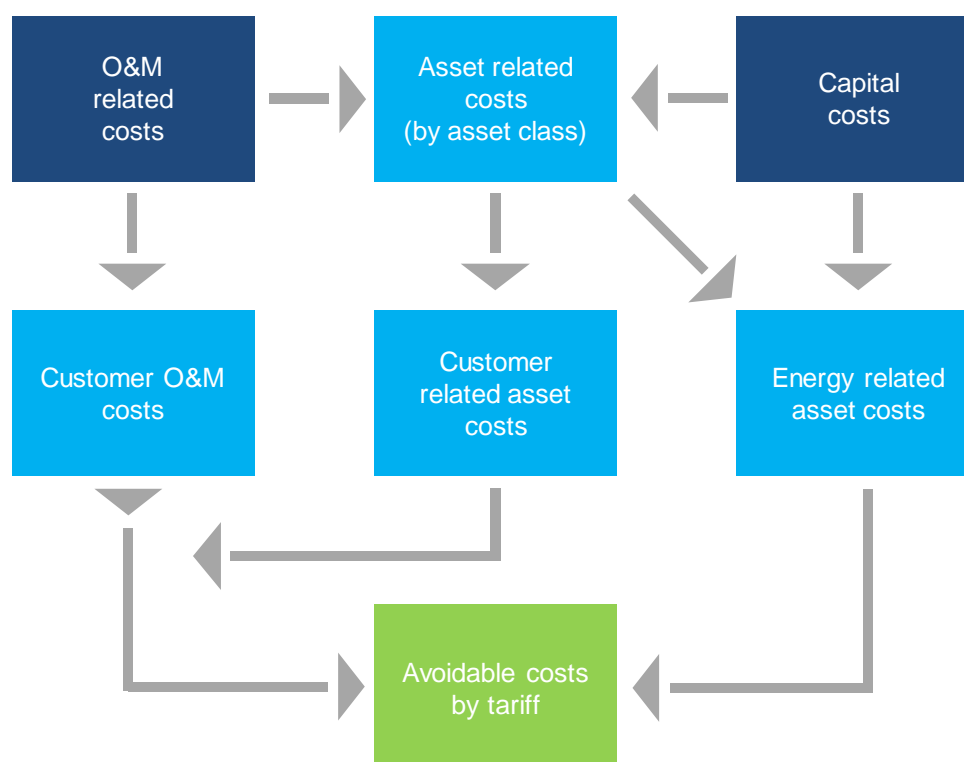 O&M
related
costs
Asset related
costs
(by asset class)
Capital
costs
Customer O&M
costs
Customer
related asset
costs
Energy related
asset costs
Avoidable costs
by tariff